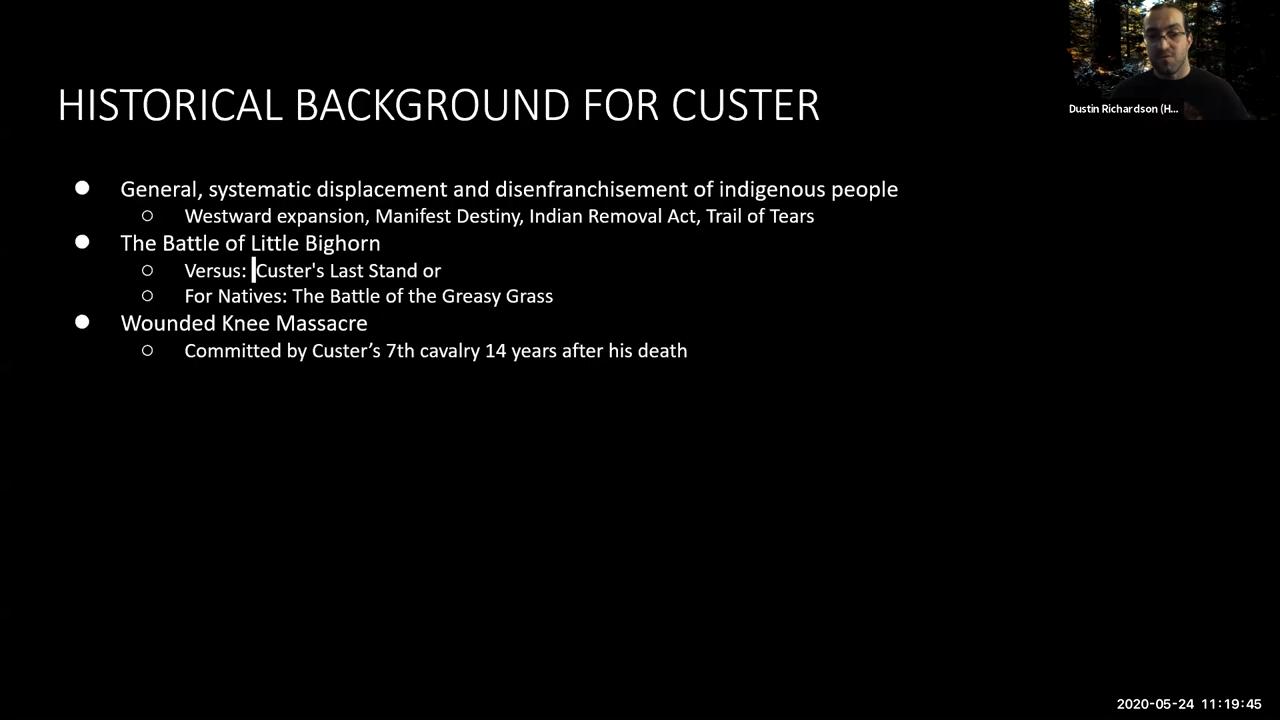 HISTORICAL BACKGROUND FOR CUSTER
Dustin Richardson (H...
● General, systematic displacement and disenfranchisement of indigenous people
○ Westward expansion, Manifest Destiny, Indian Removal Act, Trail of Tears
● The Battle of Little Bighorn
○ Versus: Custer's Last Stand or
○ For Natives: The Battle of the Greasy Grass
● Wounded Knee Massacre
○ Committed by Custer’s 7th cavalry 14 years after his death
2020-05-24 11:19:45